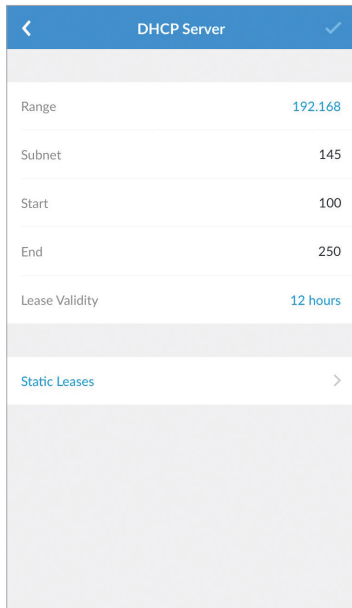 DHCP Server
Range 192.168
Subnet 145
Start 100
End 250
Lease Validity 12 hours
Static Leases